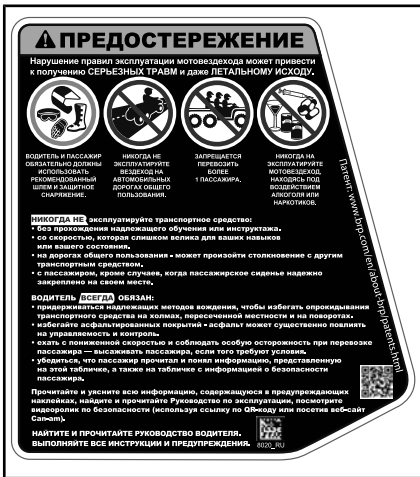 ПРЕДОСТЕРЕЖЕНИЕ
Нарушение правил эксплуатации мотовездехода может привести
к получению СЕРЬЕЗНЫХ ТРАВМ и даже ЛЕТАЛЬНОМУ ИСХОДУ.
ВОДИТЕЛЬ И ПАССАЖИР
ОБЯЗАТЕЛЬНО ДОЛЖНЫ
ИСПОЛЬЗОВАТЬ
РЕКОМЕНДОВАННЫЙ
ШЛЕМ И ЗАЩИТНОЕ
СНАРЯЖЕНИЕ.
НИКОГДА НЕ
ЭКСПЛУАТИРУЙТЕ
ВЕЗДЕХОД НА
АВТОМОБИЛЬНЫХ
ДОРОГАХ ОБЩЕГО
ПОЛЬЗОВАНИЯ.
ЗАПРЕЩАЕТСЯ
ПЕРЕВОЗИТЬ
БОЛЕЕ
1 ПАССАЖИРА.
НИКОГДА НА
ЭКСПЛУАТИРУЙТЕ
МОТОВЕЗДЕХОД,
НАХОДЯСЬ ПОД
ВОЗДЕЙСТВИЕМ
АЛКОГОЛЯ ИЛИ
НАРКОТИКОВ.
НИКОГДА НЕ эксплуатируйте транспортное средство:
• без прохождения надлежащего обучения или инструктажа.
• со скоростью, которая слишком велика для ваших навыков
или вашего состояния.
• на дорогах общего пользования - может произойти столкновение с другим
транспортным средством.
• с пассажиром, кроме случаев, когда пассажирское сиденье надежно
закреплено на своем месте.
ВОДИТЕЛЬ ВСЕГДА ОБЯЗАН:
• придерживаться надлежащих методов вождения, чтобы избегать опрокидывания
транспортного средства на холмах, пересеченной местности и на поворотах.
• избегайте асфальтированных покрытий - асфальт может существенно повлиять
на управляемость и контроль.
• ехать с пониженной скоростью и соблюдать особую осторожность при перевозке
пассажира — высаживать пассажира, если того требуют условия.
• убедиться, что пассажир прочитал и понял информацию, представленную
на этой табличке, а также на табличке с информацией о безопасности
пассажира.
Прочитайте и уясните всю информацию, содержащуюся в предупреждающих
наклейках, найдите и прочитайте Руководство по эксплуатации, посмотрите
видеоролик по безопасности (используя ссылку по QR-коду или посетив веб-сайт
Can-am).
НАЙТИТЕ И ПРОЧИТАЙТЕ РУКОВОДСТВО ВОДИТЕЛЯ.
ВЫПОЛНЯЙТЕ ВСЕ ИНСТРУКЦИИ И ПРЕДУПРЕЖДЕНИЯ.
8020_RU
Патент: www.brp.com/en/about-brp/patents.html